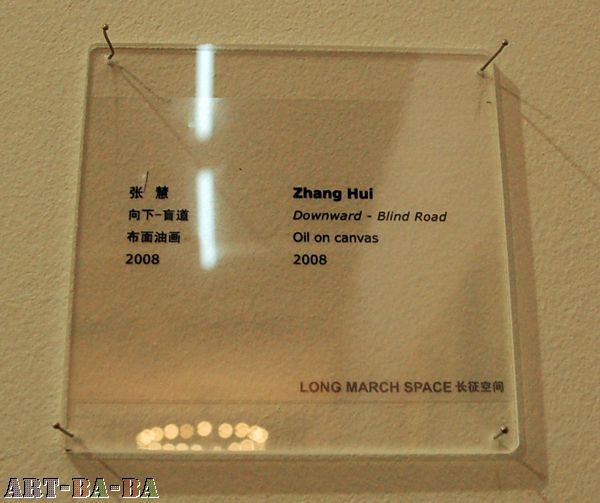 张 慧
向下-盲道
布面油画
2008
Zhang Hui
Downward - Blind Road
Oil on canvas
2008
LONG MARCH SPACE 长征空间
ART-BA-BA